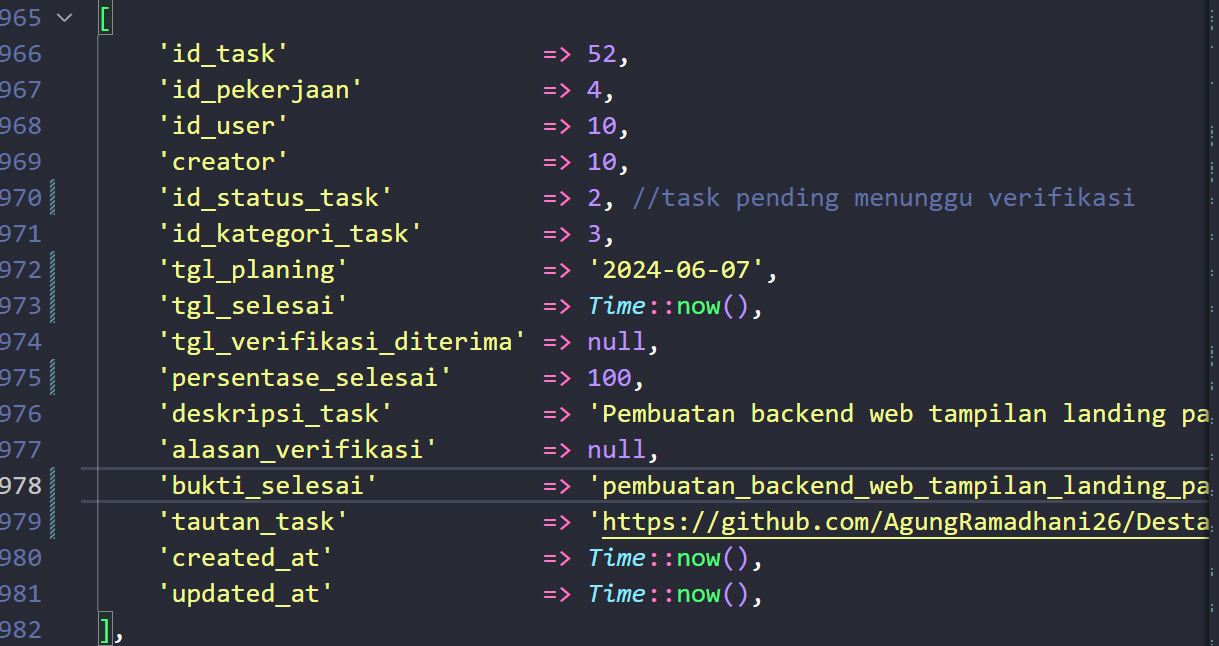 965 [
966 'id_task' => 52,
967 'id_pekerjaan' => 4,
968 'id_user' => 10,
969 'creator' => 10,
970 'id_status_task' => 2, //task pending menunggu verifikasi
971 'id_kategori_task' => 3,
972 'tgl_planing' => '2024-06-07',
973 'tgl_selesai' => Time::now(),
974 'tgl_verifikasi_diterima' => null,
975 'persentase_selesai' => 100,
976 'deskripsi_task' => 'Pembuatan backend web tampilan landing pa
977 'alasan_verifikasi' => null,
978 'bukti_selesai' => 'pembuatan_backend_web_tampilan_landing_pa
979 'tautan_task' => 'https://github.com/AgungRamadhani26/Desta
980 'created_at' => Time::now(),
981 'updated_at' => Time::now(),
982 ],